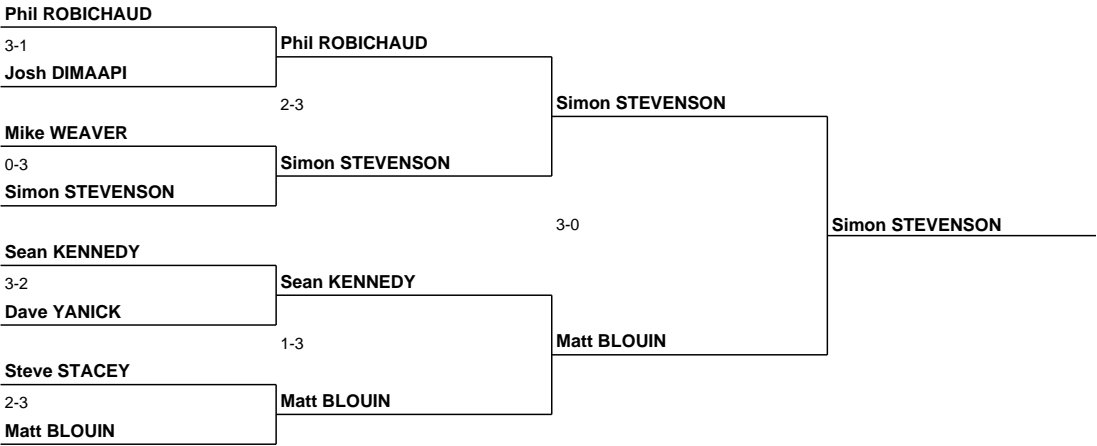 Phil ROBICHAUD
3-1
Phil ROBICHAUD
Josh DIMAAPI
2-3
Simon STEVENSON
Mike WEAVER
0-3
Simon STEVENSON
Simon STEVENSON
3-0
Simon STEVENSON
Sean KENNEDY
3-2
Sean KENNEDY
Dave YANICK
1-3
Matt BLOUIN
Steve STACEY
2-3
Matt BLOUIN
Matt BLOUIN